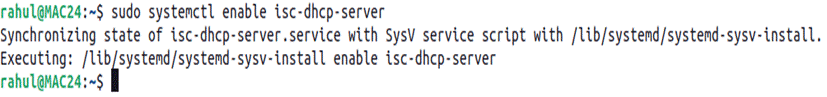 rahul@MAC24:~$ sudo systemctl enable isc-dhcp-server
Synchronizing state of isc-dhcp-server.service with SysV service script with /lib/systemd/systemd-sysv-install.
Executing: /lib/systemd/systemd-sysv-install enable isc-dhcp-server
rahul@MAC24:~$